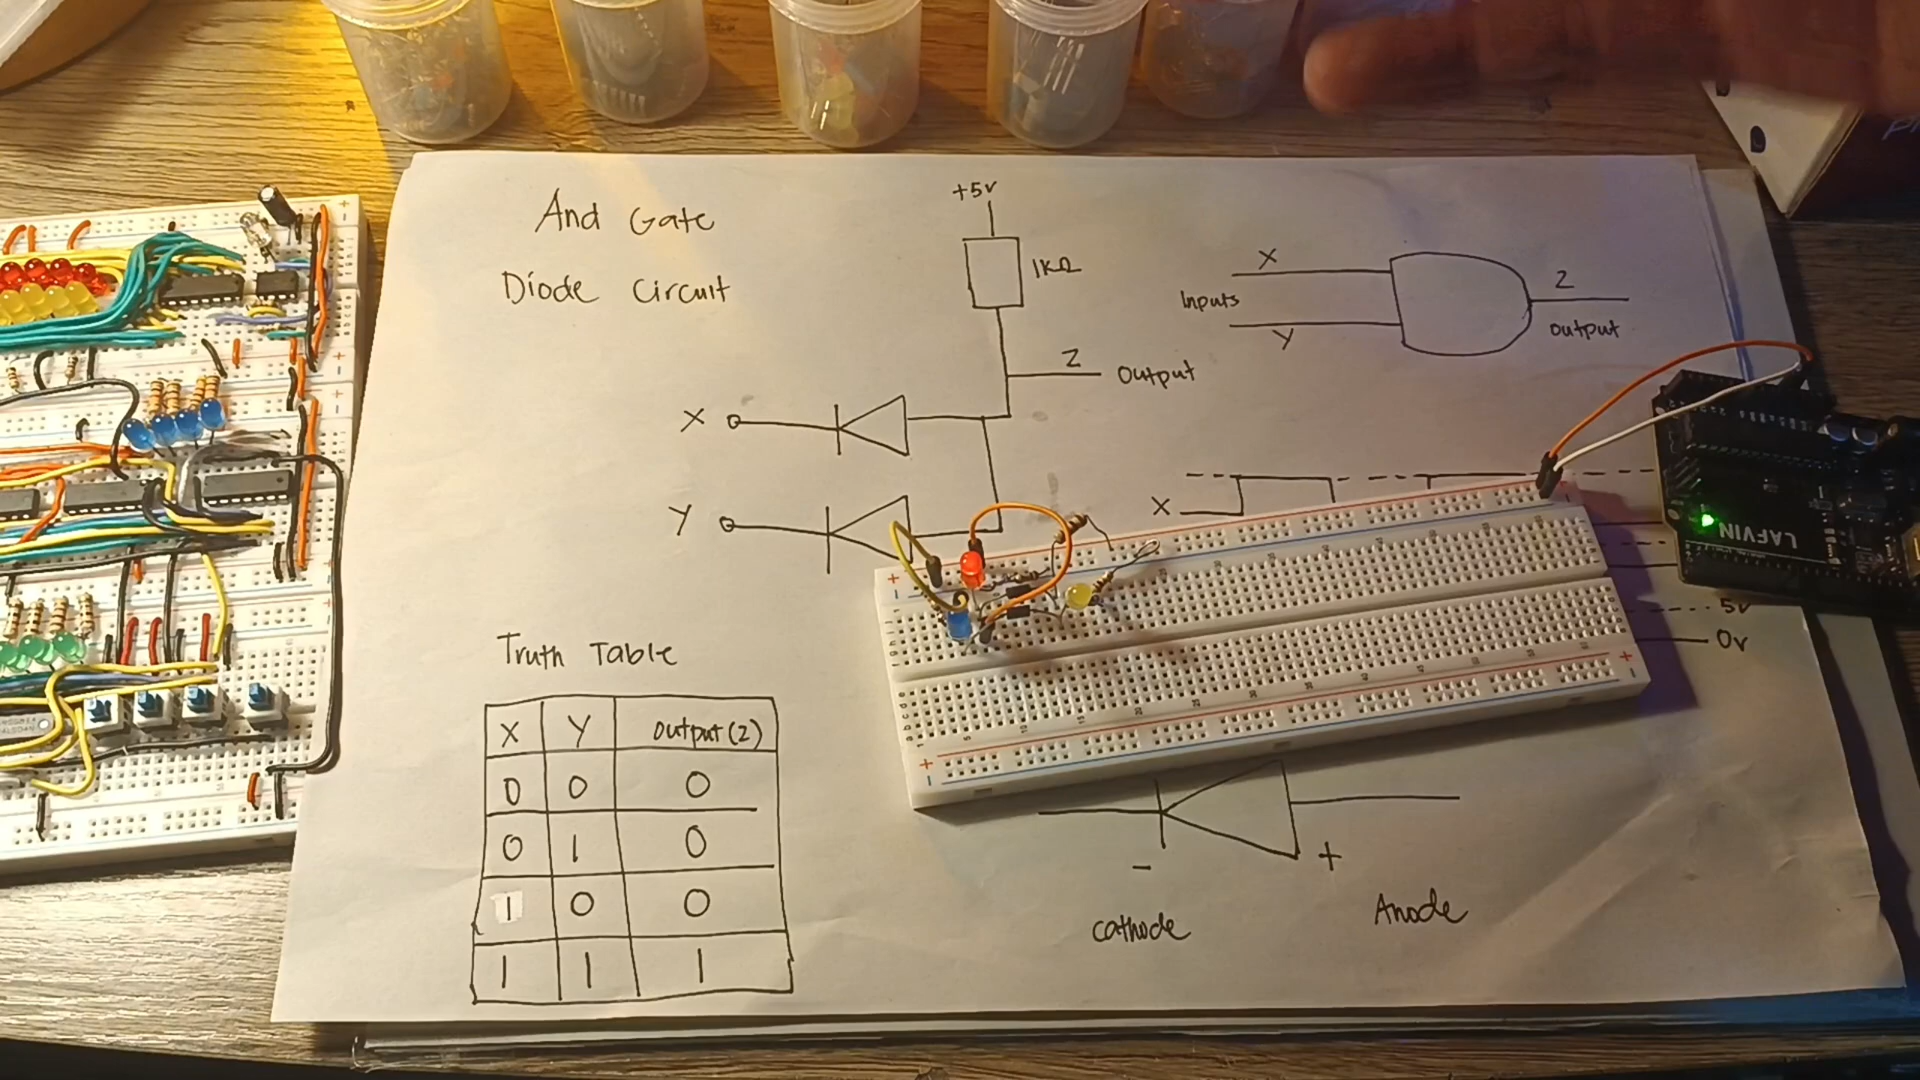 And Gate
Diode Circuit
+5v
1KΩ
Z
Output
X
Y
X
Inputs
Y
Z
output
X
5v
0v
LAFVIN
Truth Table
X Y output(z)
0 0 0
0 1 0
1 0 0
1 1 1
- +
cathode Anode